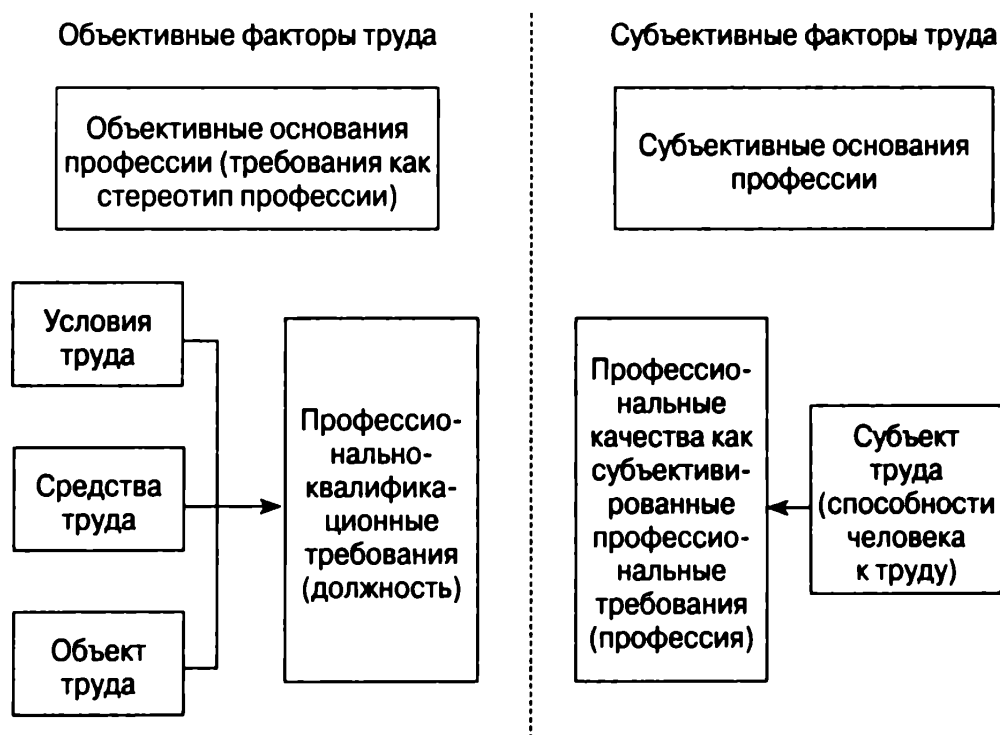 Объективные факторы труда
Объективные основания
профессии (требования как
стереотип профессии)
Условия
труда
Средства
труда
Объект
труда
Профессио-
нально-
квалифика-
ционные
требования
(должность)
Субъективные факторы труда
Субъективные основания
профессии
Профессио-
нальные
качества как
субъективи-
рованные
профессио-
нальные
требования
(профессия)
Субъект
труда
(способности
человека
к труду)